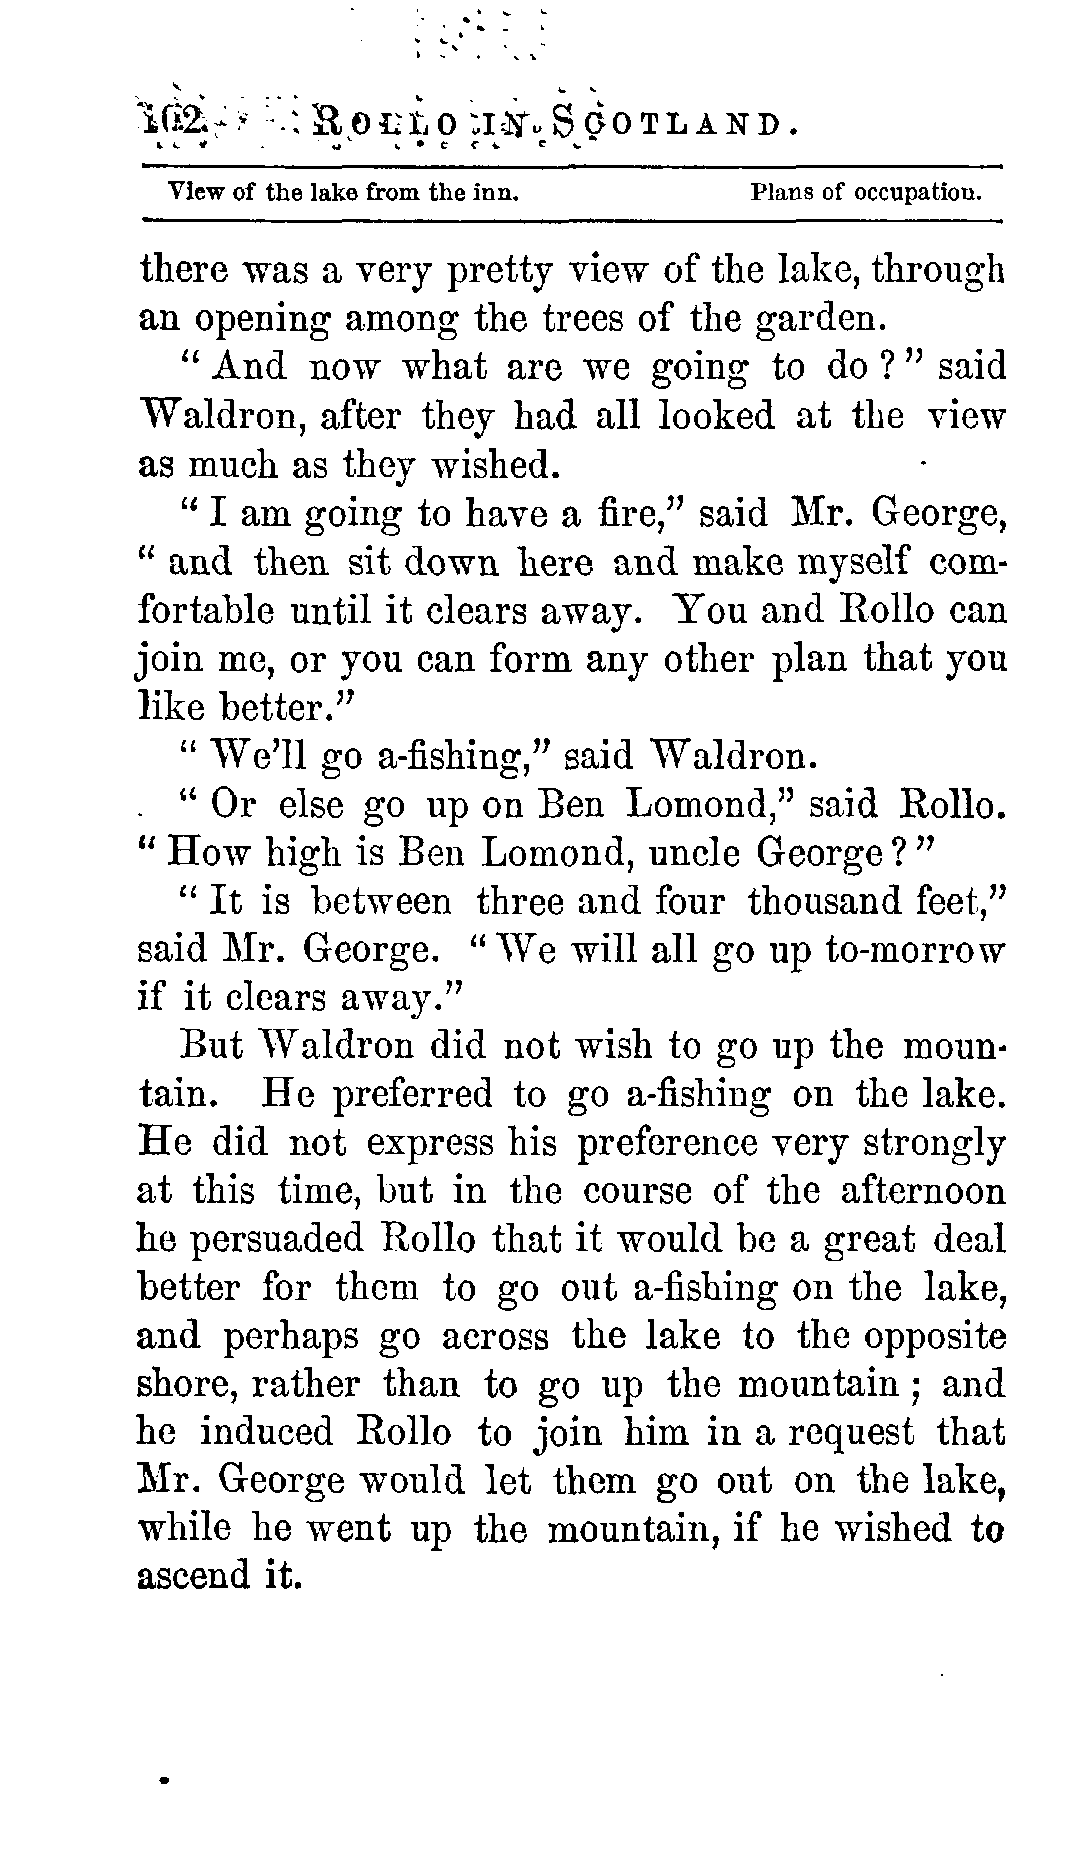 162 ROLLO IN SCOTLAND.
View of the lake from the inn. Plans of occupation.
there was a very pretty view of the lake, through
an opening among the trees of the garden.
“ And now what are we going to do ? ” said
Waldron, after they had all looked at the view
as much as they wished.
“ I am going to have a fire,” said Mr. George,
“ and then sit down here and make myself com-
fortable until it clears away. You and Rollo can
join me, or you can form any other plan that you
like better.”
“ We’ll go a-fishing,” said Waldron.
“ Or else go up on Ben Lomond,” said Rollo.
“ How high is Ben Lomond, uncle George ? ”
“ It is between three and four thousand feet,”
said Mr. George. “ We will all go up to-morrow
if it clears away.”
But Waldron did not wish to go up the moun-
tain. He preferred to go a-fishing on the lake.
He did not express his preference very strongly
at this time, but in the course of the afternoon
he persuaded Rollo that it would be a great deal
better for them to go out a-fishing on the lake,
and perhaps go across the lake to the opposite
shore, rather than to go up the mountain ; and
he induced Rollo to join him in a request that
Mr. George would let them go out on the lake,
while he went up the mountain, if he wished to
ascend it.